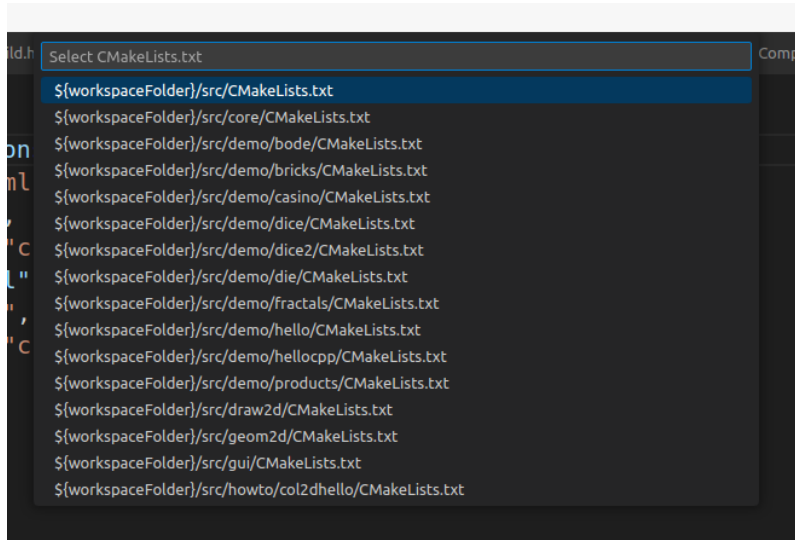 ild.h
Select CMakeLists.txt
Comp
${workspaceFolder}/src/CMakeLists.txt
${workspaceFolder}/src/core/CMakeLists.txt
${workspaceFolder}/src/demo/bode/CMakeLists.txt
on
${workspaceFolder}/src/demo/bricks/CMakeLists.txt
ml
${workspaceFolder}/src/demo/casino/CMakeLists.txt
,
${workspaceFolder}/src/demo/dice/CMakeLists.txt
"c
${workspaceFolder}/src/demo/dice2/CMakeLists.txt
l"
${workspaceFolder}/src/demo/die/CMakeLists.txt
",
${workspaceFolder}/src/demo/fractals/CMakeLists.txt
${workspaceFolder}/src/demo/hello/CMakeLists.txt
"c
${workspaceFolder}/src/demo/hellocpp/CMakeLists.txt
${workspaceFolder}/src/demo/products/CMakeLists.txt
${workspaceFolder}/src/draw2d/CMakeLists.txt
${workspaceFolder}/src/geom2d/CMakeLists.txt
${workspaceFolder}/src/gui/CMakeLists.txt
${workspaceFolder}/src/howto/col2dhello/CMakeLists.txt